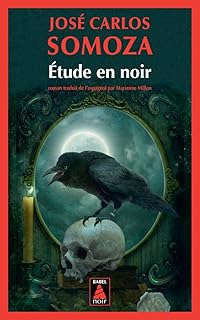 JOSÉ CARLOS
SOMOZA
Étude en noir
roman traduit de l'espagnol par Marianne Millon
BABEL
noir